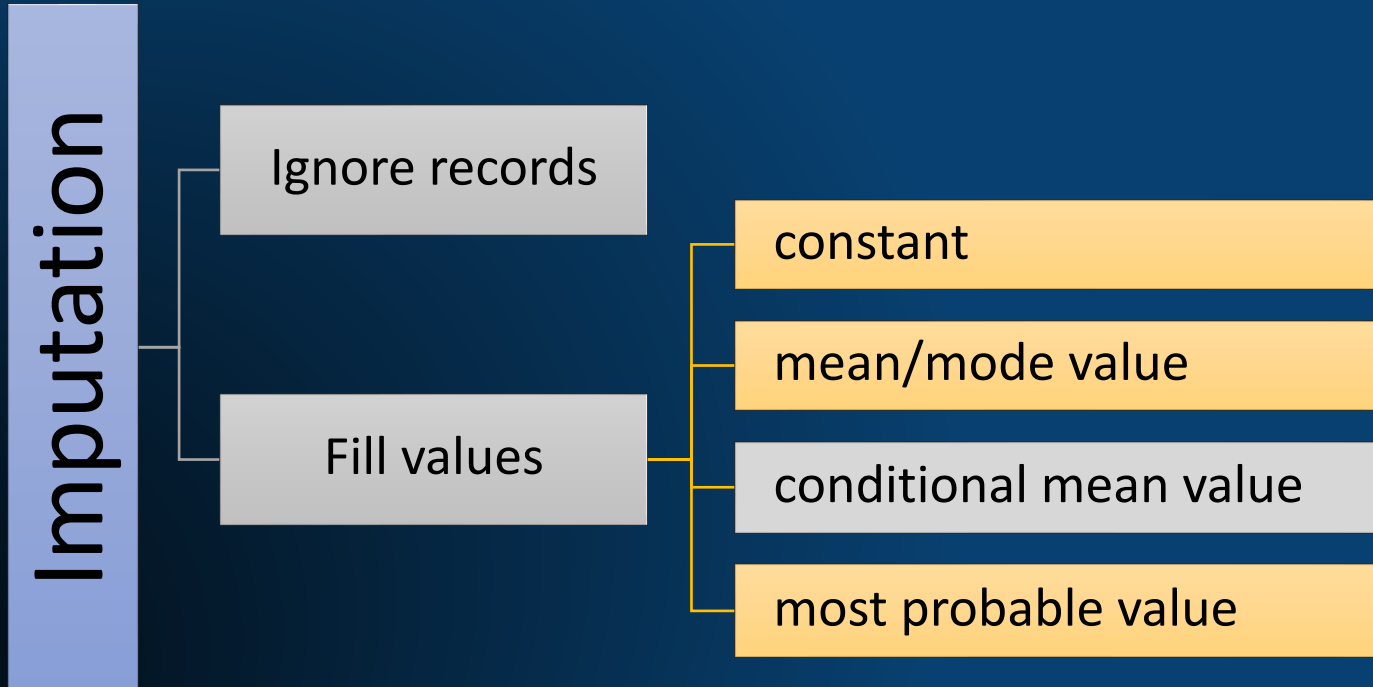 Imputation
Ignore records
Fill values
constant
mean/mode value
conditional mean value
most probable value